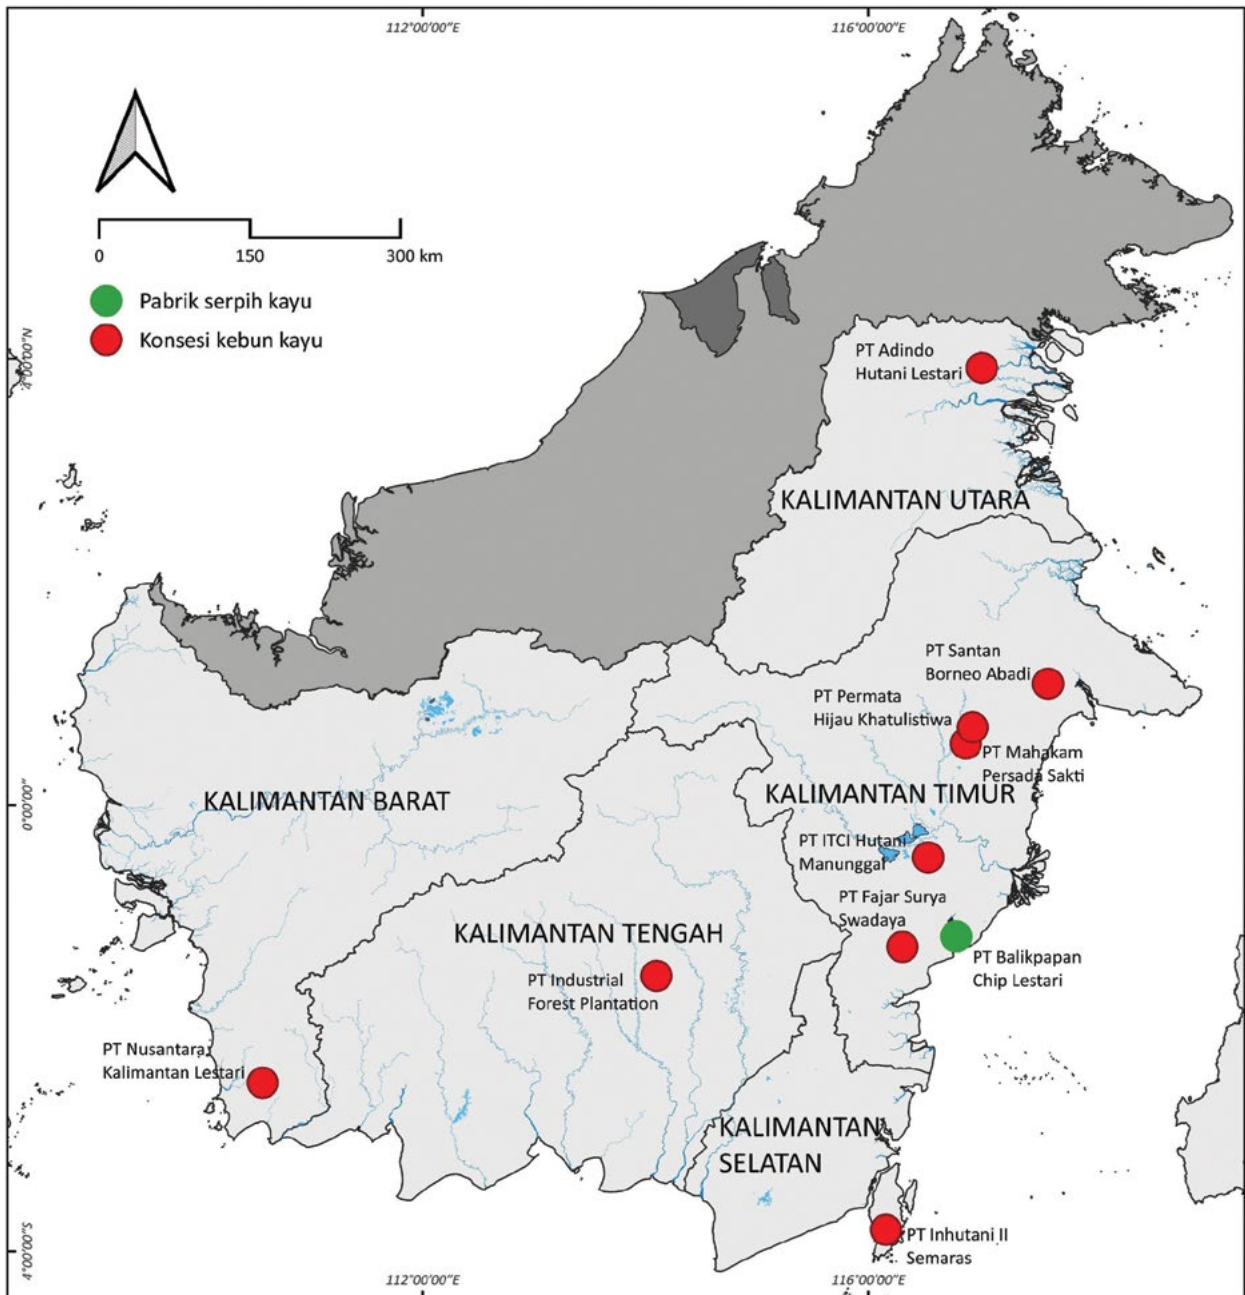 112°00'00"E
116°00'00"E
0
150
300 km
Pabrik serpih kayu
Konsesi kebun kayu
4°00'00"N
PT Adindo
Hutani Lestari
KALIMANTAN UTARA
PT Santan
Borneo Abadi
PT Permata
Hijau Khatulistiwa
PT Mahakam
Persada Sakti
0°00'00"
KALIMANTAN BARAT
KALIMANTAN TIMUR
PT ITCI Hutani
Manunggal
PT Fajar Surya
Swadaya
KALIMANTAN TENGAH
PT Balikpapan
Chip Lestari
PT Industrial
Forest Plantation
PT Nusantara
Kalimantan Lestari
KALIMANTAN
SELATAN
PT Inhutani II
Semaras
4°00'00"S
112°00'00"E
116°00'00"E